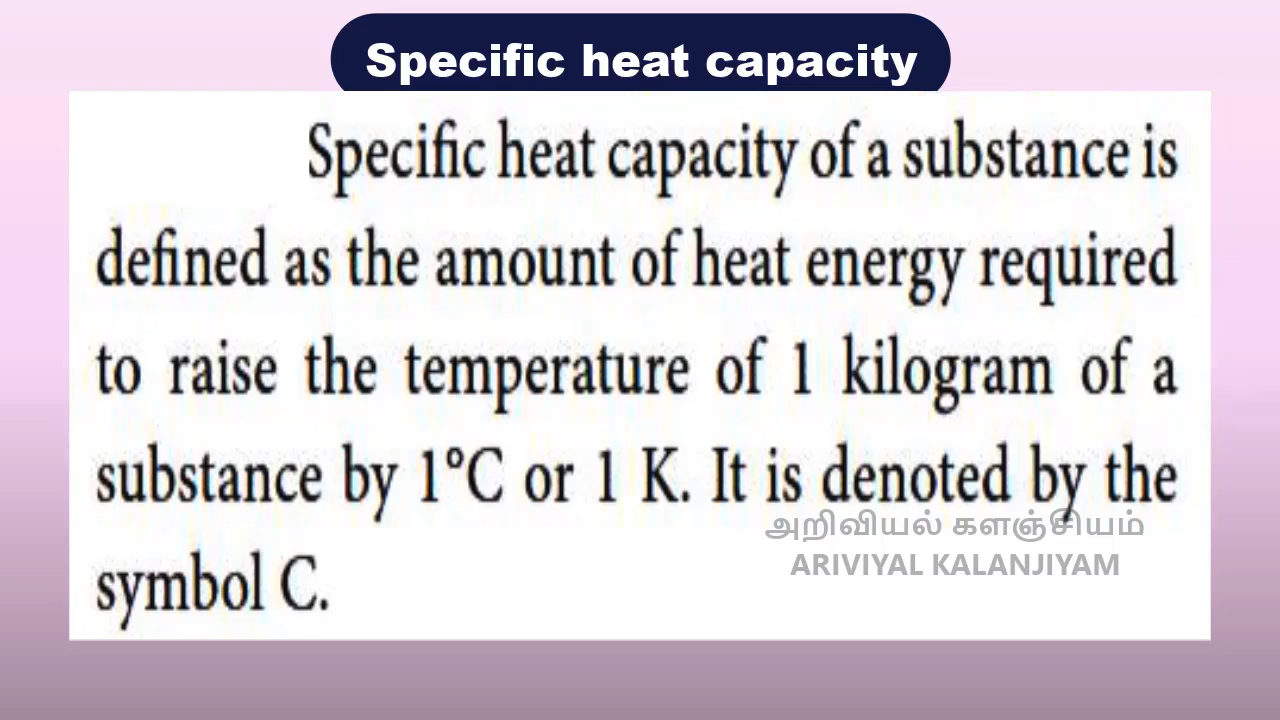 Specific heat capacity
Specific heat capacity of a substance is
defined as the amount of heat energy required
to raise the temperature of 1 kilogram of a
substance by 1°C or 1 K. It is denoted by the
அறிவியல் களஞ்சியம்
ARIVIYAL KALANJIYAM
symbol C.